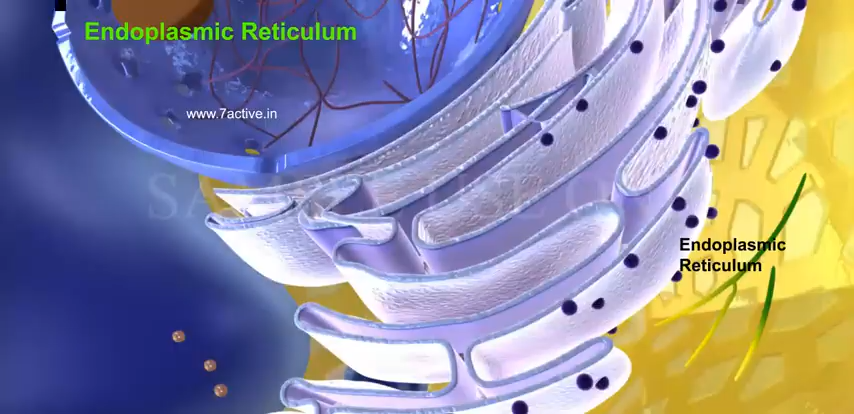 Endoplasmic Reticulum
www.7active.in
Endoplasmic
Reticulum